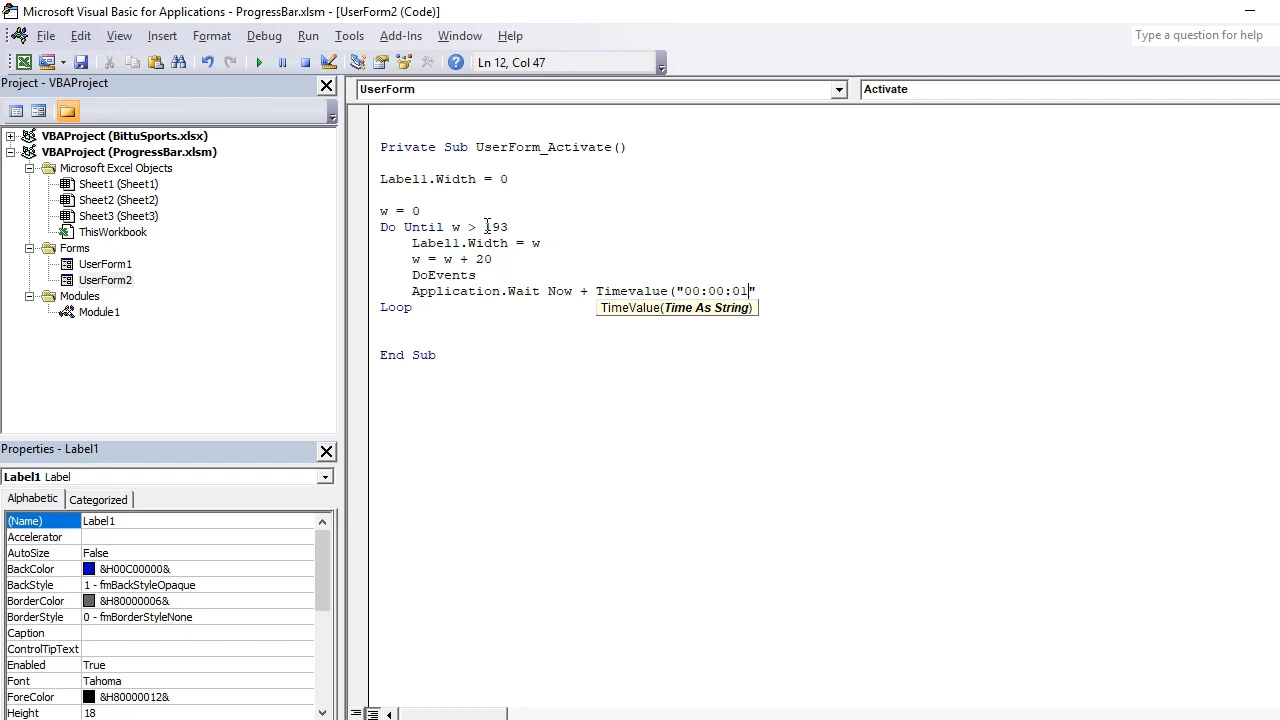 Microsoft Visual Basic for Applications - ProgressBar.xlsm - [UserForm2 (Code)]
File Edit View Insert Format Debug Run Tools Add-Ins Window Help
Type a question for help
Ln 12, Col 47
Project - VBAProject
UserForm
Activate
VBAProject (BittuSports.xlsx)
VBAProject (ProgressBar.xlsm)
Microsoft Excel Objects
Sheet1 (Sheet1)
Sheet2 (Sheet2)
Sheet3 (Sheet3)
ThisWorkbook
Forms
UserForm1
UserForm2
Modules
Module1
Private Sub UserForm_Activate()
Label1.Width = 0
w = 0
Do Until w > 193
Label1.Width = w
w = w + 20
DoEvents
Application.Wait Now + Timevalue("00:00:01"
TimeValue(Time As String)
Loop
End Sub
Properties - Label1
Label1 Label
Alphabetic Categorized
(Name) Label1
Accelerator
AutoSize False
BackColor &H00C00000&
BackStyle 1 - fmBackStyleOpaque
BorderColor &H80000006&
BorderStyle 0 - fmBorderStyleNone
Caption
ControlTipText
Enabled True
Font Tahoma
ForeColor &H80000012&
Height 18